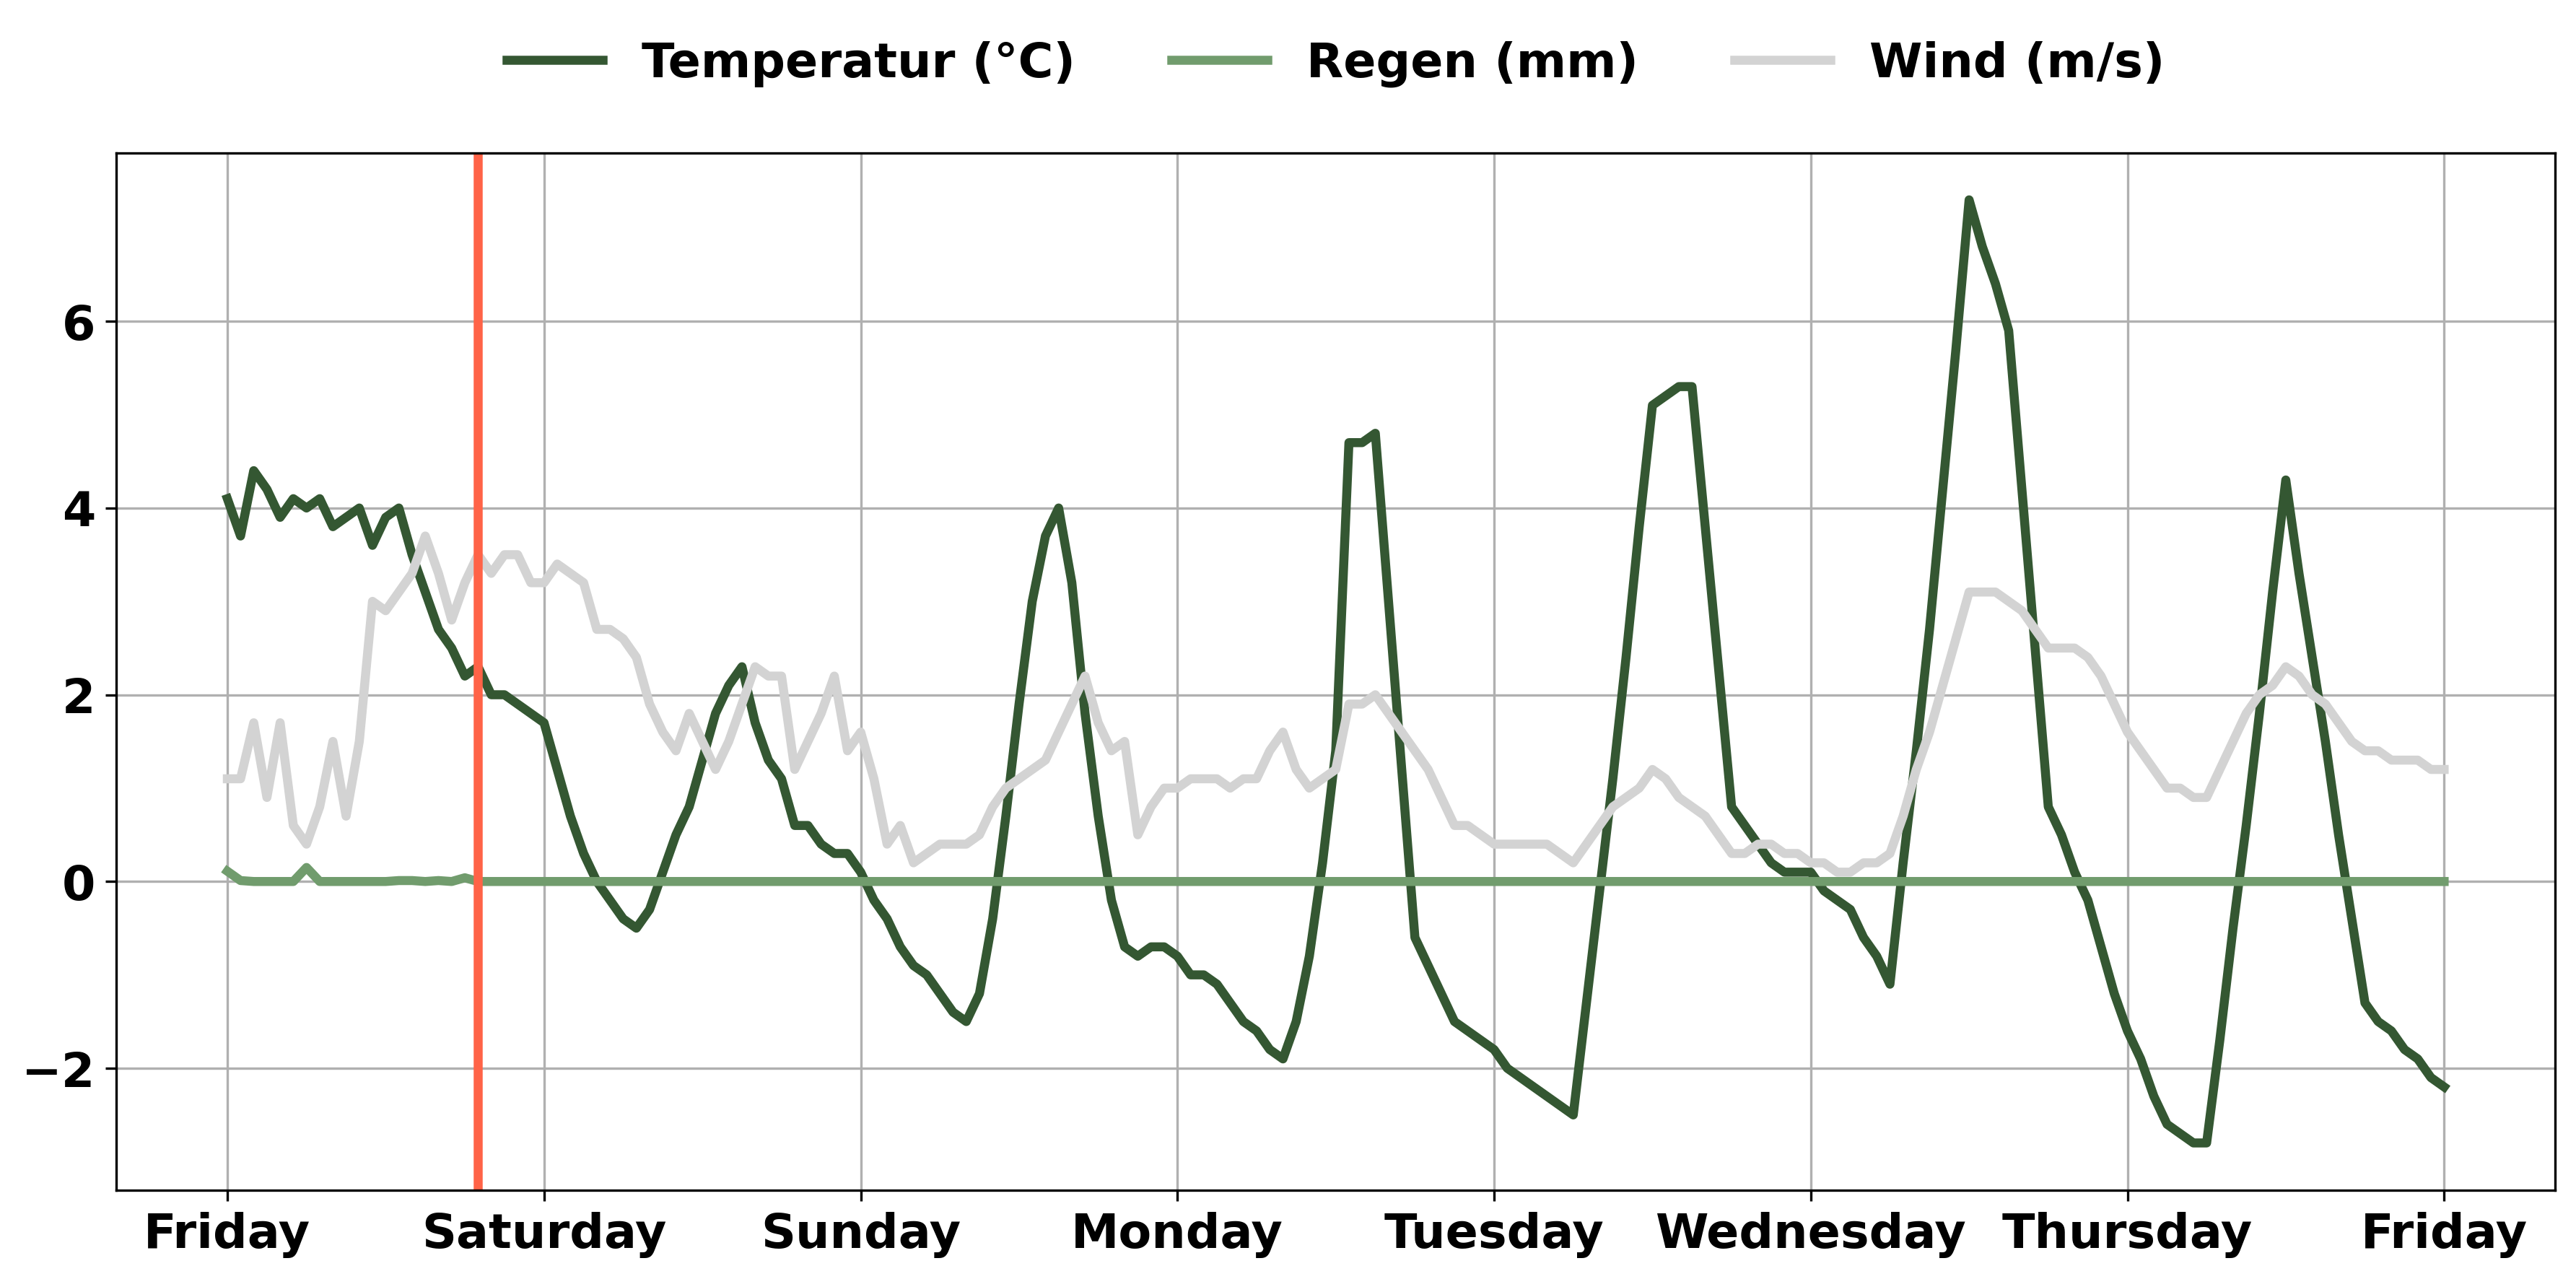 Temperatur (°C) Regen (mm) Wind (m/s)
6
4
2
0
−2
Friday Saturday Sunday Monday Tuesday Wednesday Thursday Friday